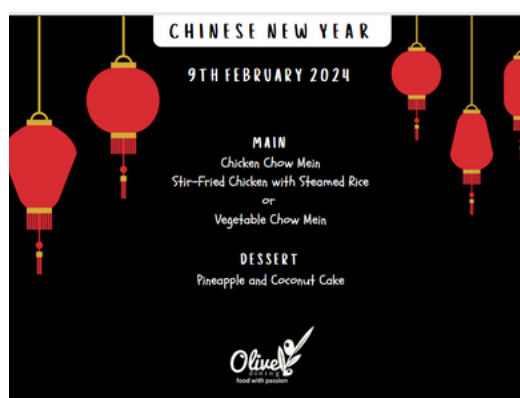 CHINESE NEW YEAR
9TH FEBRUARY 2024
MAIN
Chicken Chow Mein
Stir-Fried Chicken with Steamed Rice
or
Vegetable Chow Mein
DESSERT
Pineapple and Coconut Cake
Olive
dining
food with passion